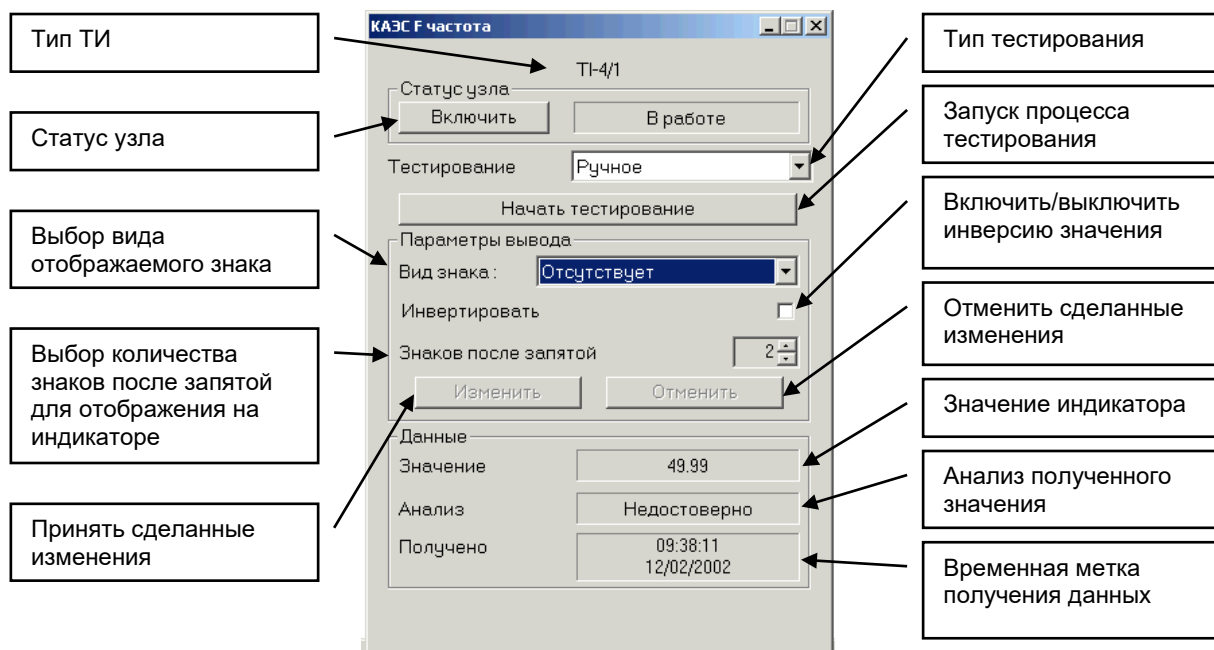 Тип ТИ
Статус узла
Выбор вида
отображаемого знака
Выбор количества
знаков после запятой
для отображения на
индикаторе
Принять сделанные
изменения
КАЭС F частота
TI-4/1
Статус узла
Включить
В работе
Тестирование
Ручное
Начать тестирование
Параметры вывода
Вид знака :
Отсутствует
Инвертировать
Знаков после запятой
2
Изменить
Отменить
Данные
Значение
49.99
Анализ
Недостоверно
Получено
09:38:11
12/02/2002
Тип тестирования
Запуск процесса
тестирования
Включить/выключить
инверсию значения
Отменить сделанные
изменения
Значение индикатора
Анализ полученного
значения
Временная метка
получения данных